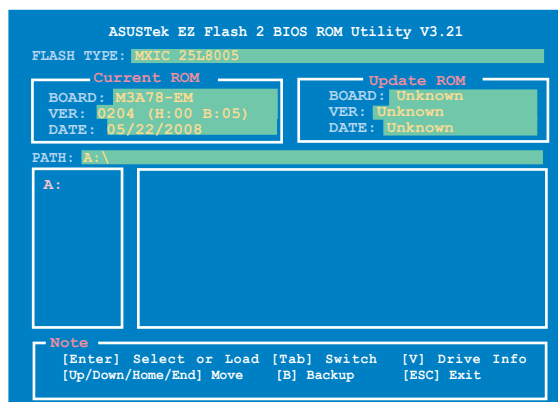 ASUSTek EZ Flash 2 BIOS ROM Utility V3.21
FLASH TYPE: MXIC 25L8005
Current ROM
BOARD: M3A78-EM
VER: 0204 (H:00 B:05)
DATE: 05/22/2008
Update ROM
BOARD: Unknown
VER: Unknown
DATE: Unknown
PATH: A:\
A:
Note
[Enter] Select or Load [Tab] Switch [V] Drive Info
[Up/Down/Home/End] Move [B] Backup [ESC] Exit